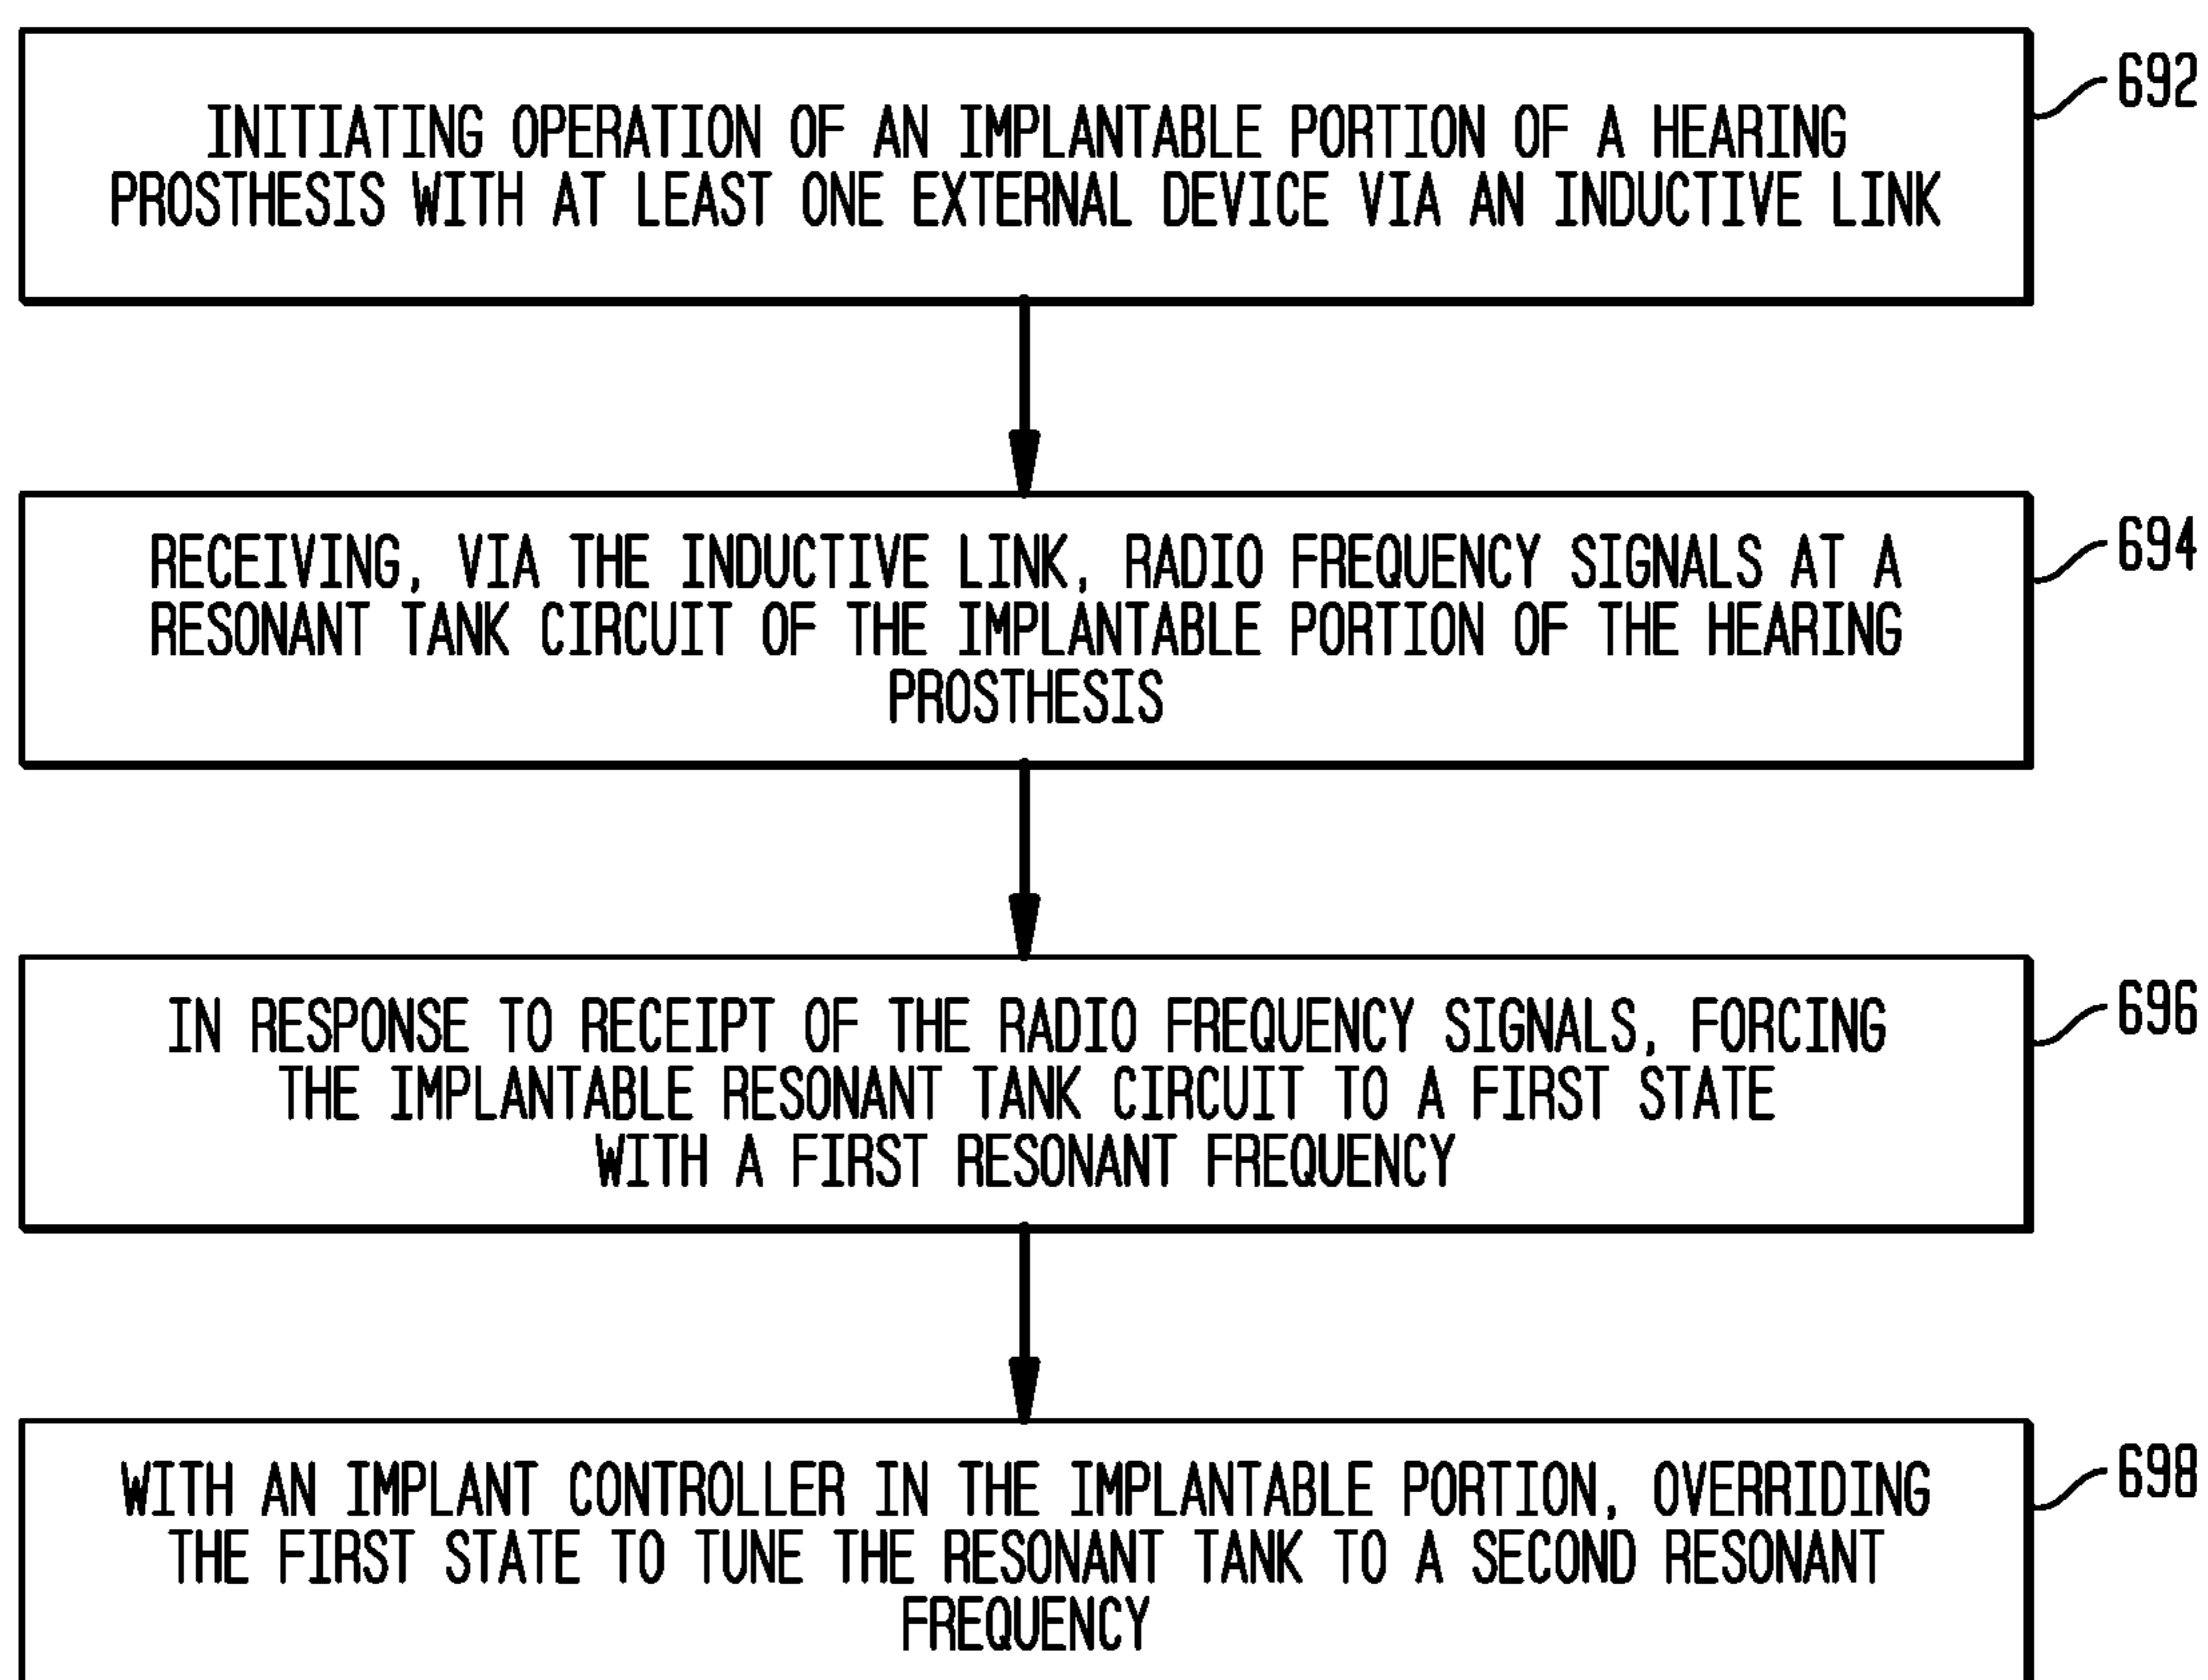 INITIATING OPERATION OF AN IMPLANTABLE PORTION OF A HEARING
PROSTHESIS WITH AT LEAST ONE EXTERNAL DEVICE VIA AN INDUCTIVE LINK
692
RECEIVING, VIA THE INDUCTIVE LINK, RADIO FREQUENCY SIGNALS AT A
RESONANT TANK CIRCUIT OF THE IMPLANTABLE PORTION OF THE HEARING
PROSTHESIS
694
IN RESPONSE TO RECEIPT OF THE RADIO FREQUENCY SIGNALS, FORCING
THE IMPLANTABLE RESONANT TANK CIRCUIT TO A FIRST STATE
WITH A FIRST RESONANT FREQUENCY
696
WITH AN IMPLANT CONTROLLER IN THE IMPLANTABLE PORTION, OVERRIDING
THE FIRST STATE TO TUNE THE RESONANT TANK TO A SECOND RESONANT
FREQUENCY
698